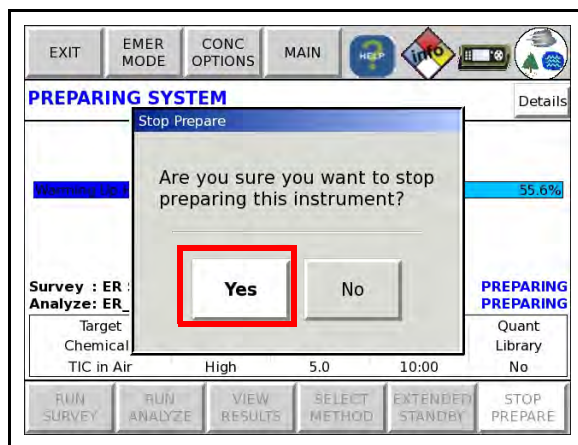 EXIT
EMER
MODE
CONC
OPTIONS
MAIN
HELP
info
PREPARING SYSTEM
Details
Stop Prepare
Are you sure you want to stop
preparing this instrument?
Warming Up
55.6%
Yes
No
Survey : ER
PREPARING
Analyze: ER_
PREPARING
Target
Quant
Chemical
Library
TIC in Air High 5.0 10:00 No
RUN
SURVEY
RUN
ANALYZE
VIEW
RESULTS
SELECT
METHOD
EXTENDED
STANDBY
STOP
PREPARE